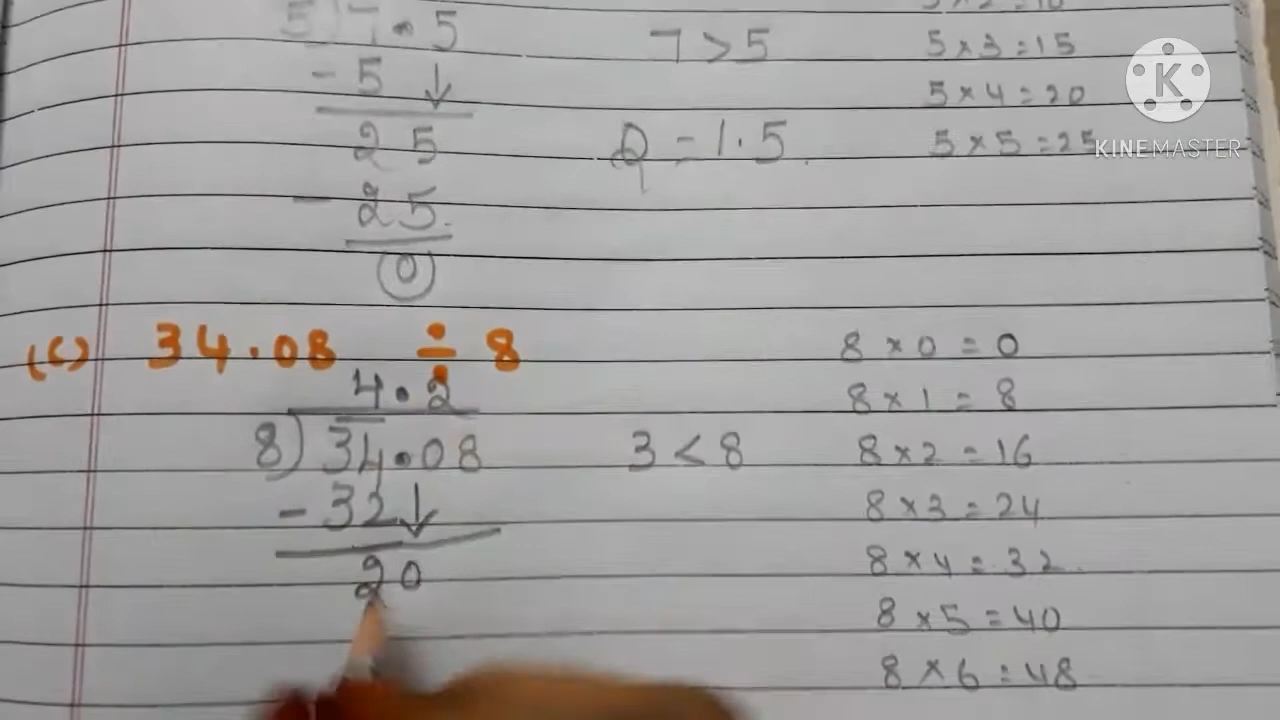 57.5
- 5 ↓
25
- 25
0
7 > 5
Q = 1.5
5 × 3 = 15
5 × 4 = 20
5 × 5 = 25
K
KINEMASTER
(C) 34.08 ÷ 8
4.2
8)34.08
- 32↓
20
3 < 8
8 × 0 = 0
8 × 1 = 8
8 × 2 = 16
8 × 3 = 24
8 × 4 = 32
8 × 5 = 40
8 × 6 = 48